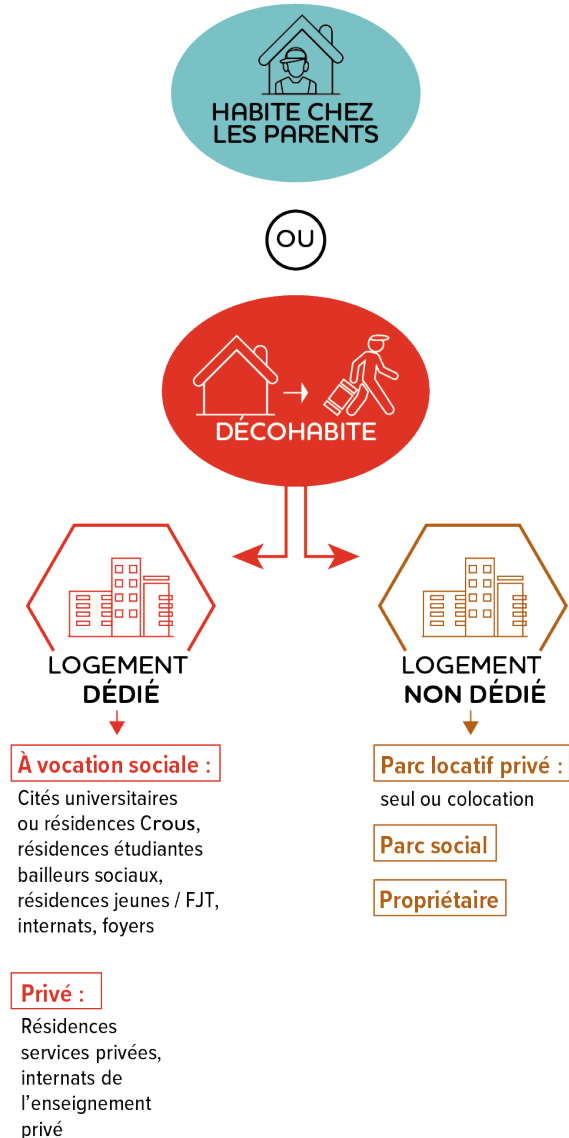 HABITE CHEZ
LES PARENTS
OU
DÉCOHABITE
LOGEMENT
DÉDIÉ
À vocation sociale :
Cités universitaires
ou résidences Crous,
résidences étudiantes
bailleurs sociaux,
résidences jeunes / FJT,
internats, foyers
Privé :
Résidences
services privées,
internats de
l'enseignement
privé
LOGEMENT
NON DÉDIÉ
Parc locatif privé :
seul ou colocation
Parc social
Propriétaire